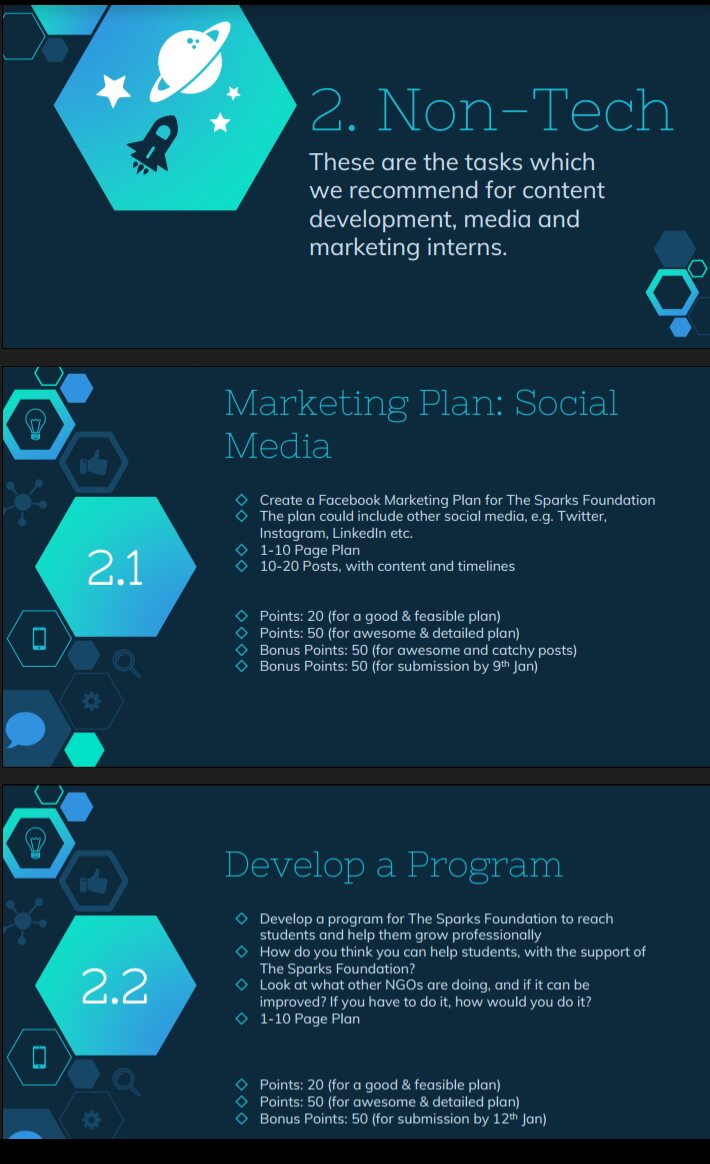 2. Non-Tech
These are the tasks which
we recommend for content
development, media and
marketing interns.
Marketing Plan: Social
Media
2.1
Create a Facebook Marketing Plan for The Sparks Foundation
The plan could include other social media, e.g. Twitter,
Instagram, LinkedIn etc.
1-10 Page Plan
10-20 Posts, with content and timelines
Points: 20 (for a good & feasible plan)
Points: 50 (for awesome & detailed plan)
Bonus Points: 50 (for awesome and catchy posts)
Bonus Points: 50 (for submission by 9th Jan)
Develop a Program
2.2
Develop a program for The Sparks Foundation to reach
students and help them grow professionally
How do you think you can help students, with the support of
The Sparks Foundation?
Look at what other NGOs are doing, and if it can be
improved? If you have to do it, how would you do it?
1-10 Page Plan
Points: 20 (for a good & feasible plan)
Points: 50 (for awesome & detailed plan)
Bonus Points: 50 (for submission by 12th Jan)